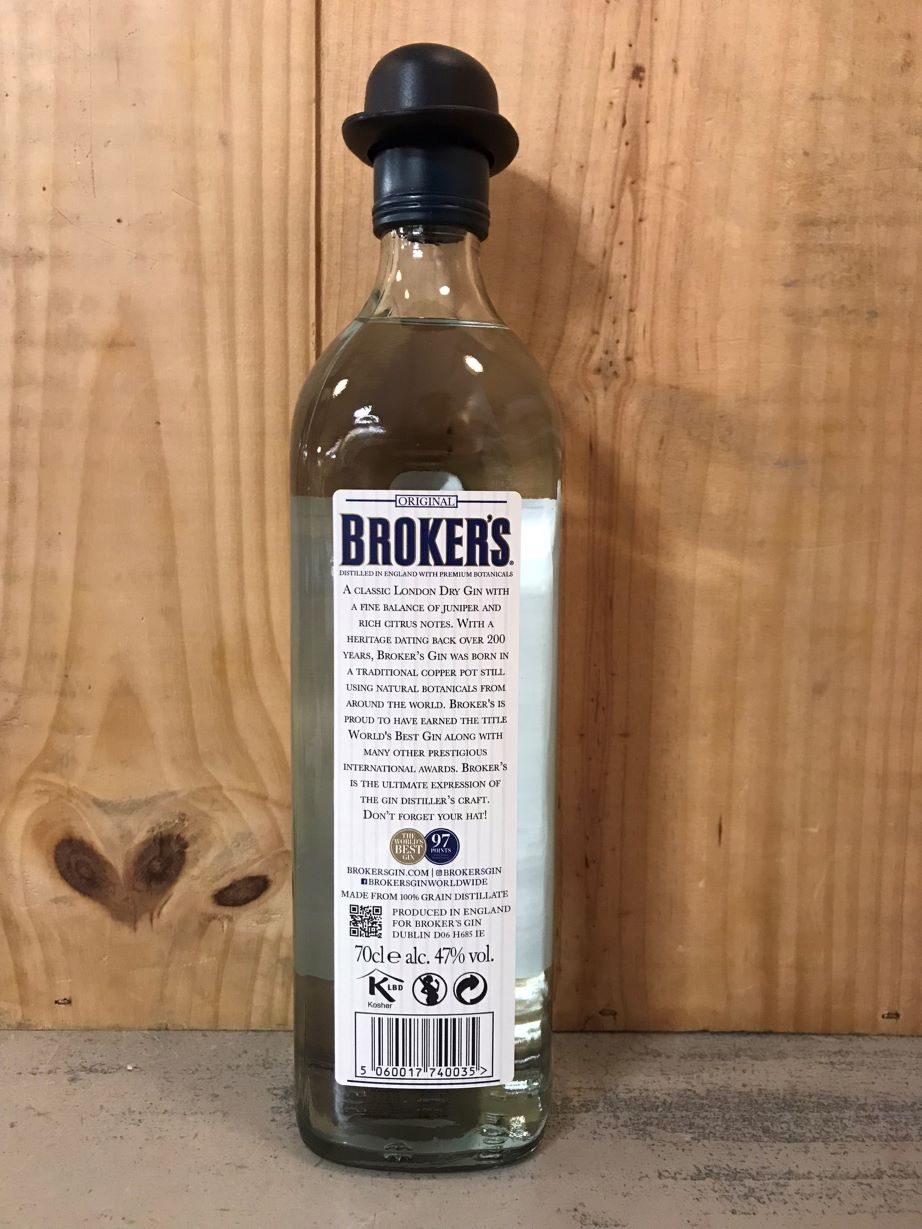 ORIGINAL
BROKER'S®
DISTILLED IN ENGLAND WITH PREMIUM BOTANICALS
A CLASSIC LONDON DRY GIN WITH
A FINE BALANCE OF JUNIPER AND
RICH CITRUS NOTES. WITH A
HERITAGE DATING BACK OVER 200
YEARS, BROKER'S GIN WAS BORN IN
A TRADITIONAL COPPER POT STILL
USING NATURAL BOTANICALS FROM
AROUND THE WORLD. BROKER'S IS
PROUD TO HAVE EARNED THE TITLE
WORLD'S BEST GIN ALONG WITH
MANY OTHER PRESTIGIOUS
INTERNATIONAL AWARDS. BROKER'S
IS THE ULTIMATE EXPRESSION OF
THE GIN DISTILLER'S CRAFT.
DON'T FORGET YOUR HAT!
THE
WORLD'S
BEST
GIN
97
POINTS
BROKERSGIN.COM | @BROKERSGIN
BROKERSGINWORLDWIDE
MADE FROM 100% GRAIN DISTILLATE
PRODUCED IN ENGLAND
FOR BROKER'S GIN
DUBLIN D06 H685 IE
70cl e alc. 47% vol.
KLBD
Kosher
5 060017 740035 >